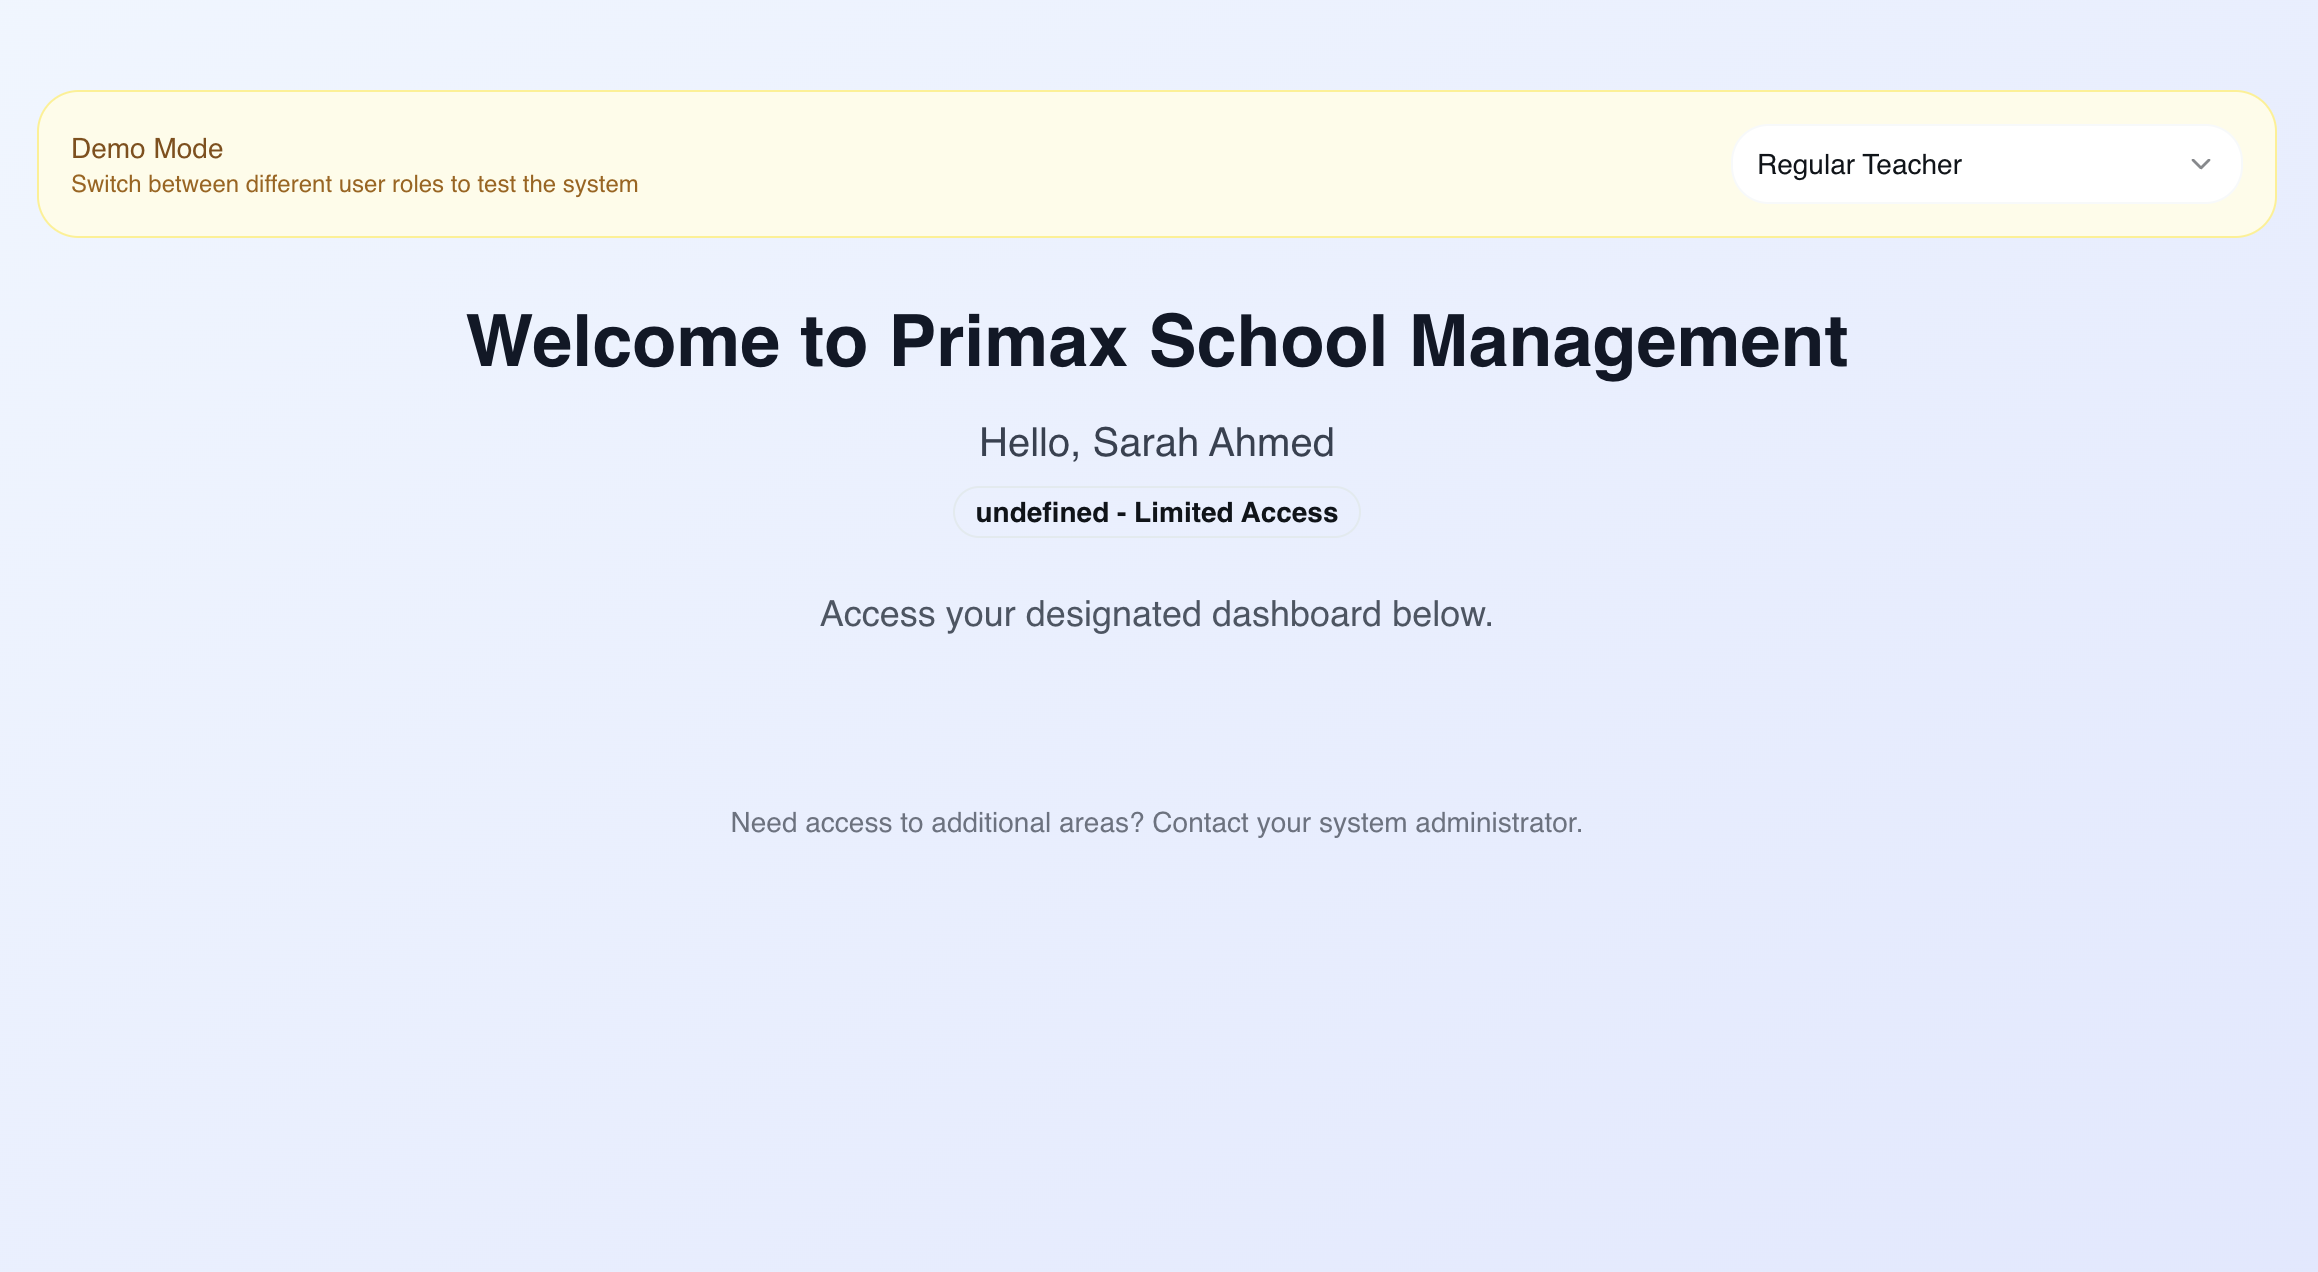 Demo Mode
Switch between different user roles to test the system
Regular Teacher
Welcome to Primax School Management
Hello, Sarah Ahmed
undefined - Limited Access
Access your designated dashboard below.
Need access to additional areas? Contact your system administrator.